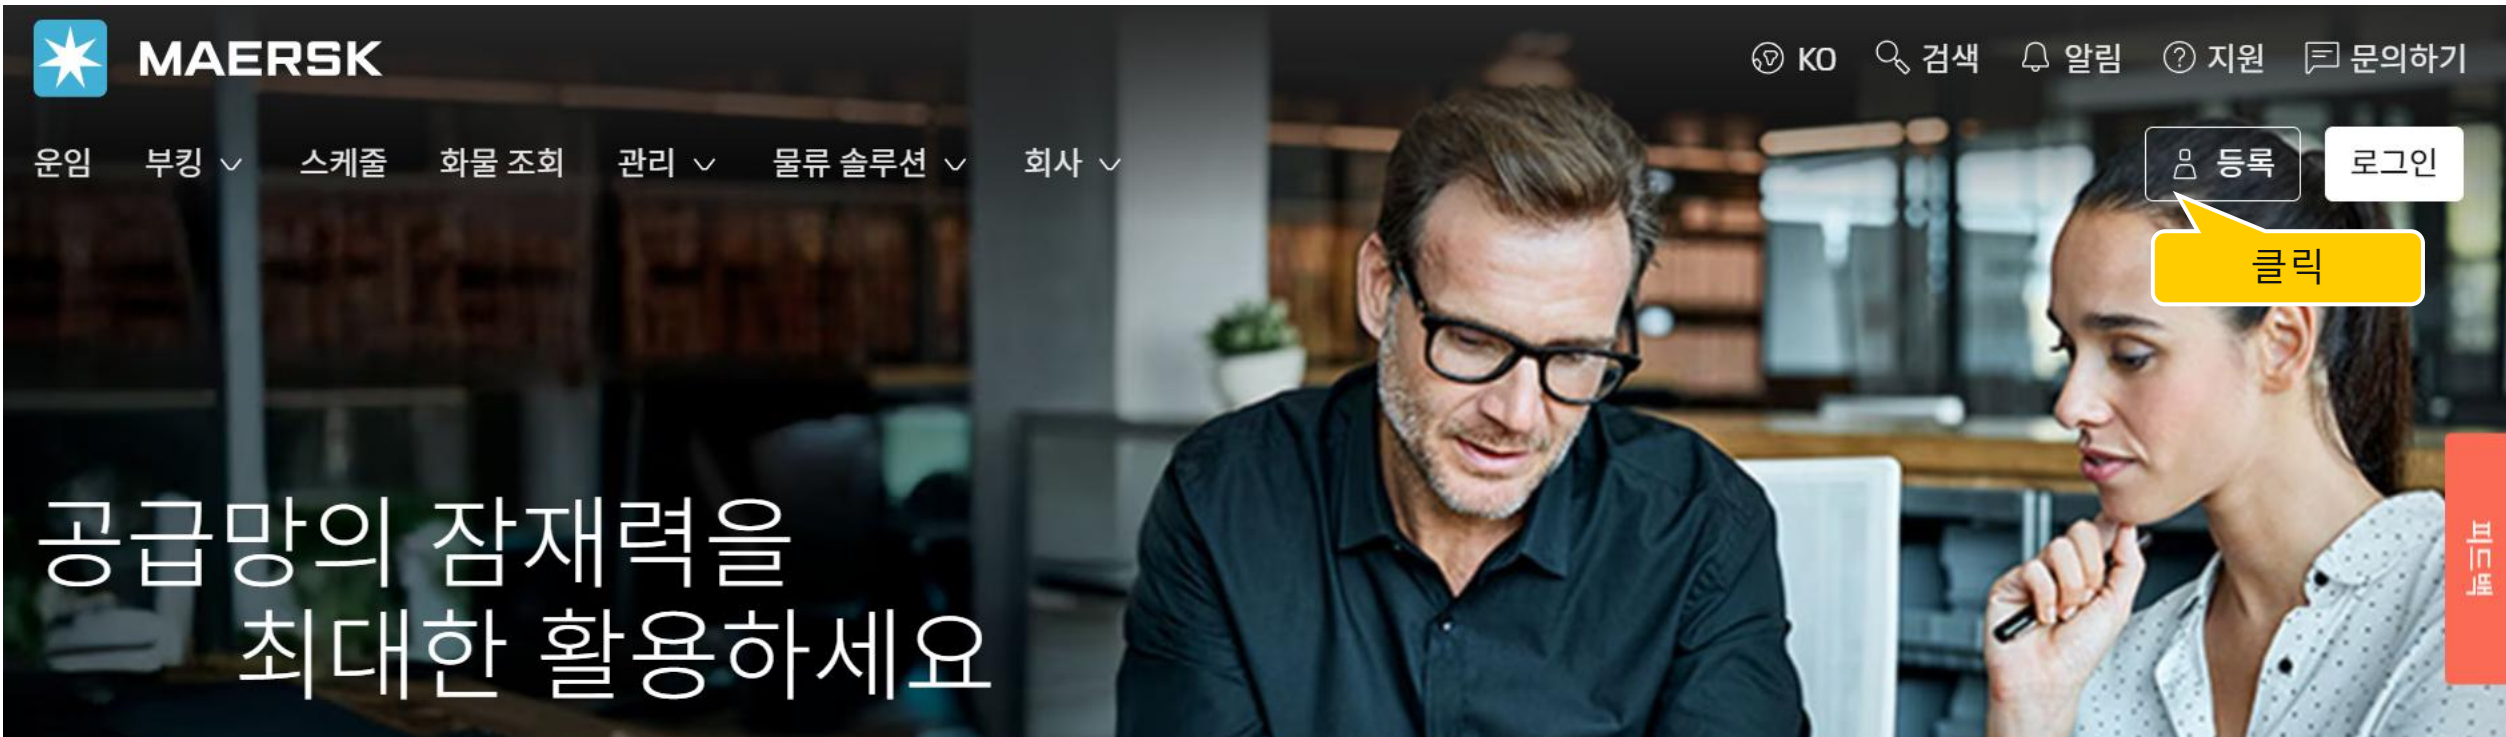 MAERSK
KO 검색 알림 지원 문의하기
운임 부킹 스케줄 화물 조회 관리 물류 솔루션 회사 등록 로그인
클릭
공급망의 잠재력을
최대한 활용하세요
피드백